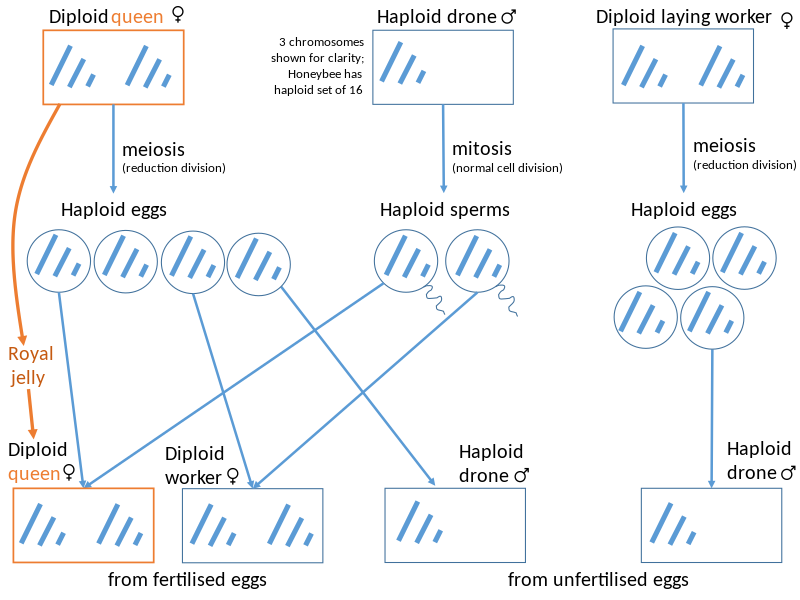 Diploid queen ♀
Haploid drone ♂
Diploid laying worker ♀
3 chromosomes
shown for clarity;
Honeybee has
haploid set of 16
meiosis
(reduction division)
mitosis
(normal cell division)
meiosis
(reduction division)
Haploid eggs
Haploid sperms
Haploid eggs
Royal
jelly
Diploid
queen ♀
Diploid
worker ♀
Haploid
drone ♂
Haploid
drone ♂
from fertilised eggs
from unfertilised eggs